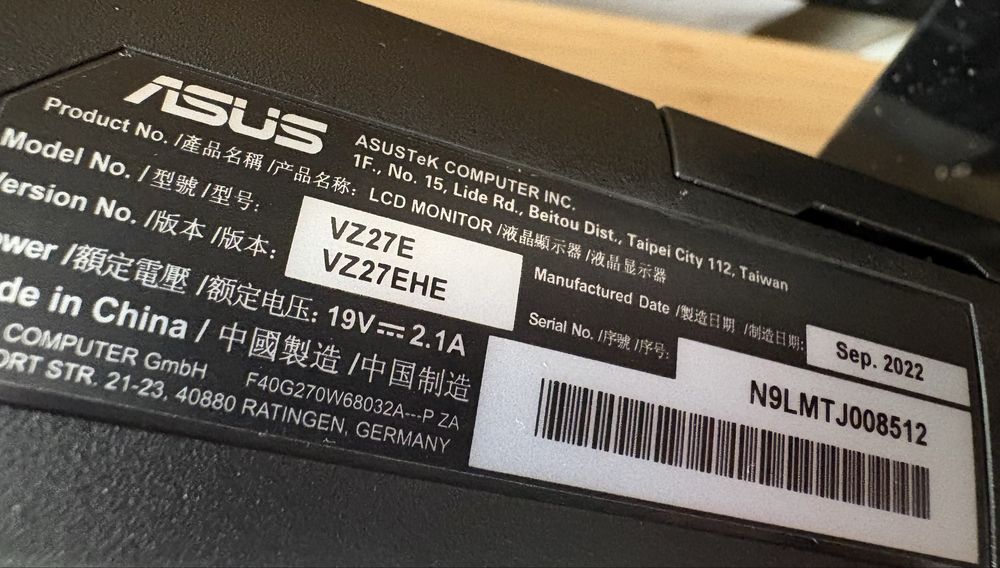 ASUS
ASUSTeK COMPUTER INC.
1F., No. 15, Lide Rd., Beitou Dist., Taipei City 112, Taiwan
Product No. /產品名稱 /产品名称: LCD MONITOR /液晶顯示器 /液晶显示器
Model No. /型號 /型号: VZ27E
Version No. /版本 /版本: VZ27EHE
Manufactured Date /製造日期 /制造日期: Sep. 2022
ower /額定電壓 /额定电压: 19V 2.1A
Serial No. /序號 /序号: N9LMTJ008512
de in China / 中國製造 /中国制造
COMPUTER GmbH F40G270W68032A---P ZA
ORT STR. 21-23, 40880 RATINGEN, GERMANY